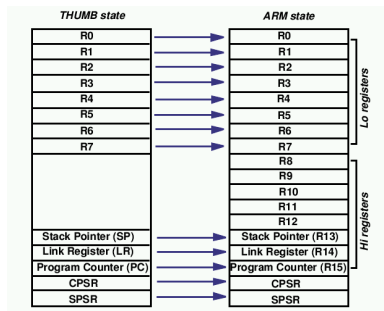 THUMB state ARM state
R0 R0
R1 R1
R2 R2
R3 R3
R4 R4
R5 R5
R6 R6
R7 R7
R8
R9
R10
R11
R12
Stack Pointer (SP) Stack Pointer (R13)
Link Register (LR) Link Register (R14)
Program Counter (PC) Program Counter (R15)
CPSR CPSR
SPSR SPSR
Lo registers
Hi registers